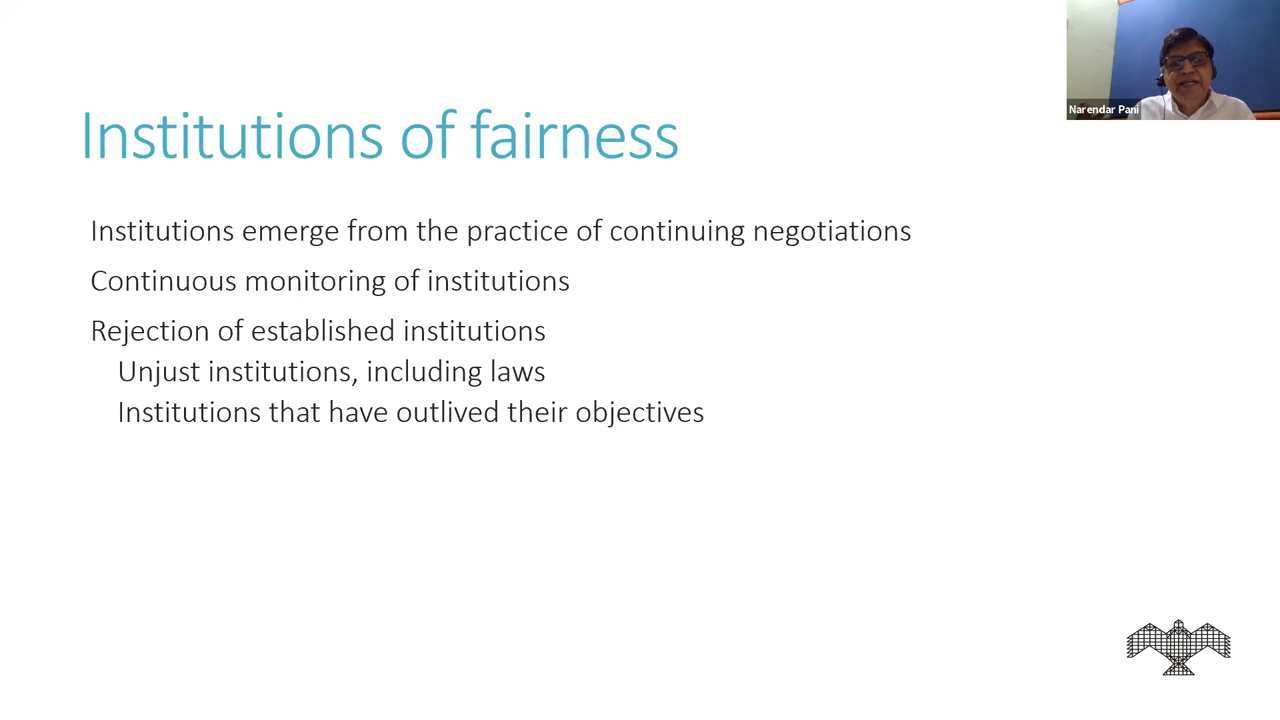 Narendar Pani
Institutions of fairness
Institutions emerge from the practice of continuing negotiations
Continuous monitoring of institutions
Rejection of established institutions
Unjust institutions, including laws
Institutions that have outlived their objectives